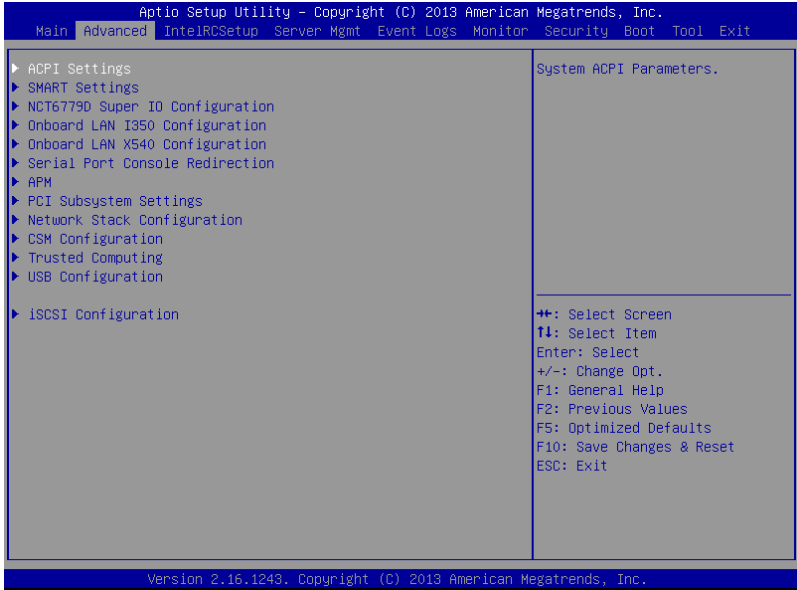 Aptio Setup Utility – Copyright (C) 2013 American Megatrends, Inc.
Main Advanced IntelRCSetup Server Mgmt Event Logs Monitor Security Boot Tool Exit
▶ ACPI Settings
▶ SMART Settings
▶ NCT6779D Super IO Configuration
▶ Onboard LAN I350 Configuration
▶ Onboard LAN X540 Configuration
▶ Serial Port Console Redirection
▶ APM
▶ PCI Subsystem Settings
▶ Network Stack Configuration
▶ CSM Configuration
▶ Trusted Computing
▶ USB Configuration
▶ iSCSI Configuration
System ACPI Parameters.
→←: Select Screen
↑↓: Select Item
Enter: Select
+/-: Change Opt.
F1: General Help
F2: Previous Values
F5: Optimized Defaults
F10: Save Changes & Reset
ESC: Exit
Version 2.16.1243. Copyright (C) 2013 American Megatrends, Inc.